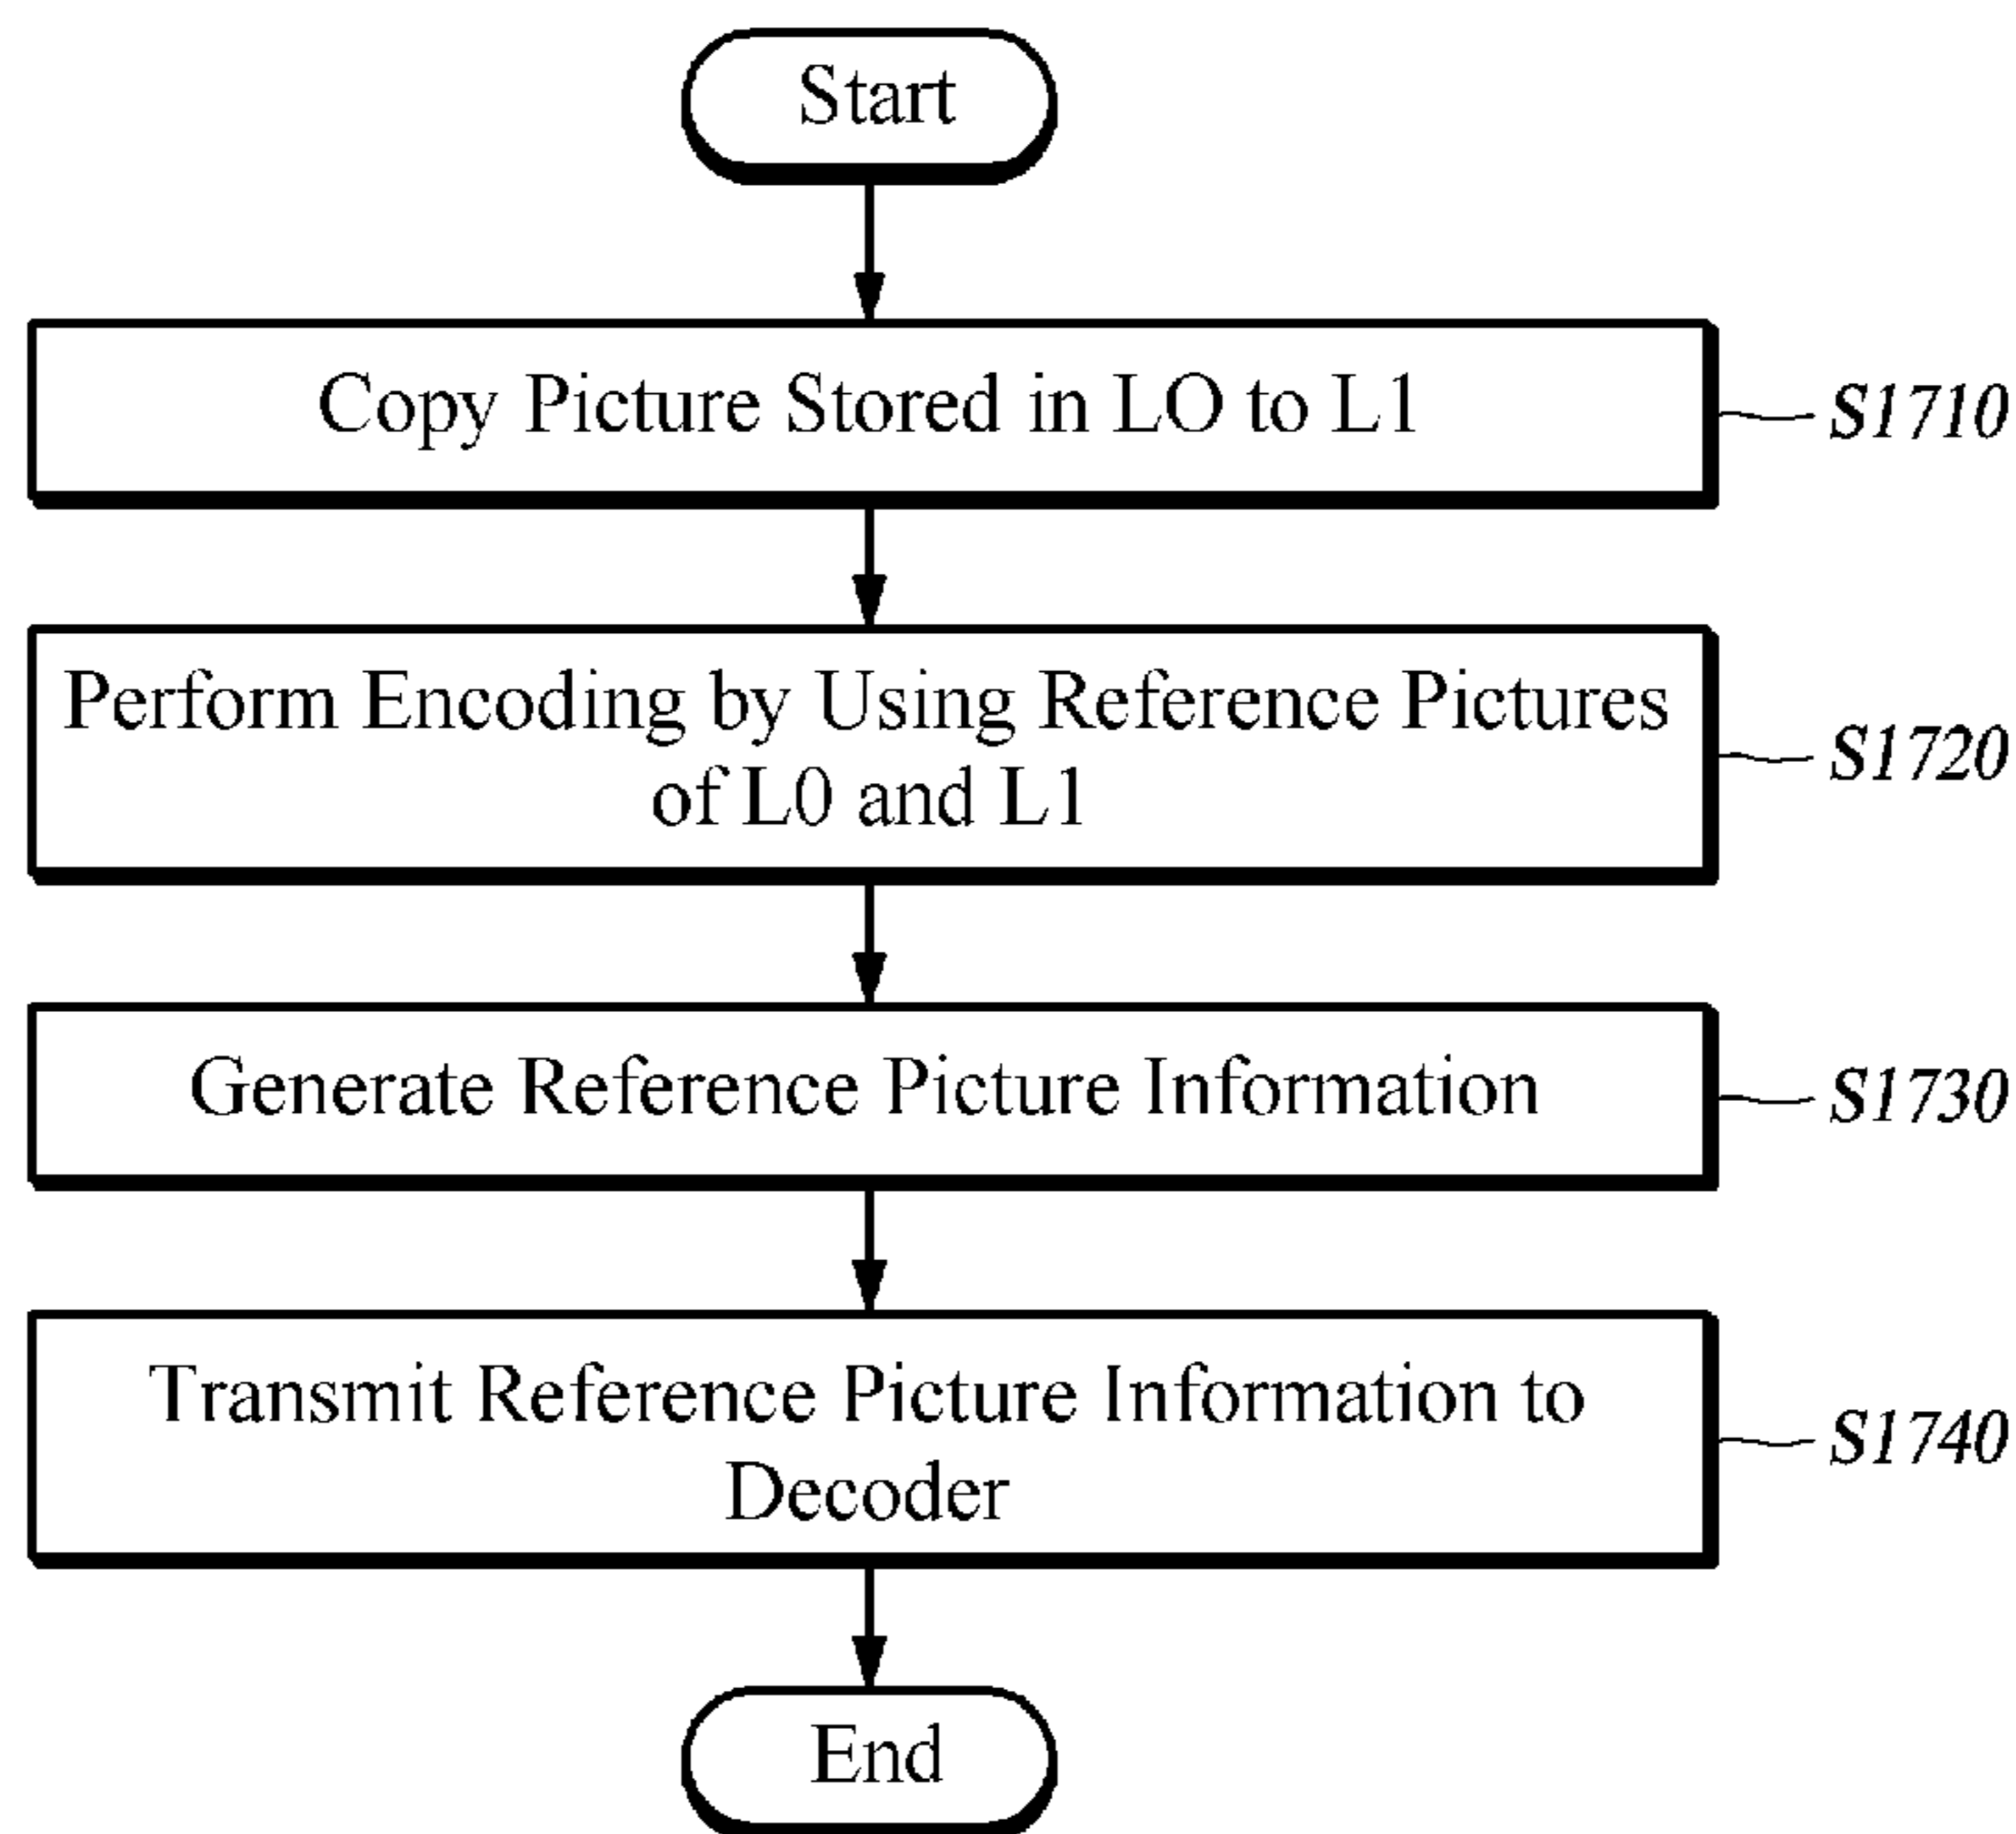 Start
Copy Picture Stored in LO to L1
S1710
Perform Encoding by Using Reference Pictures
of L0 and L1
S1720
Generate Reference Picture Information
S1730
Transmit Reference Picture Information to
Decoder
S1740
End